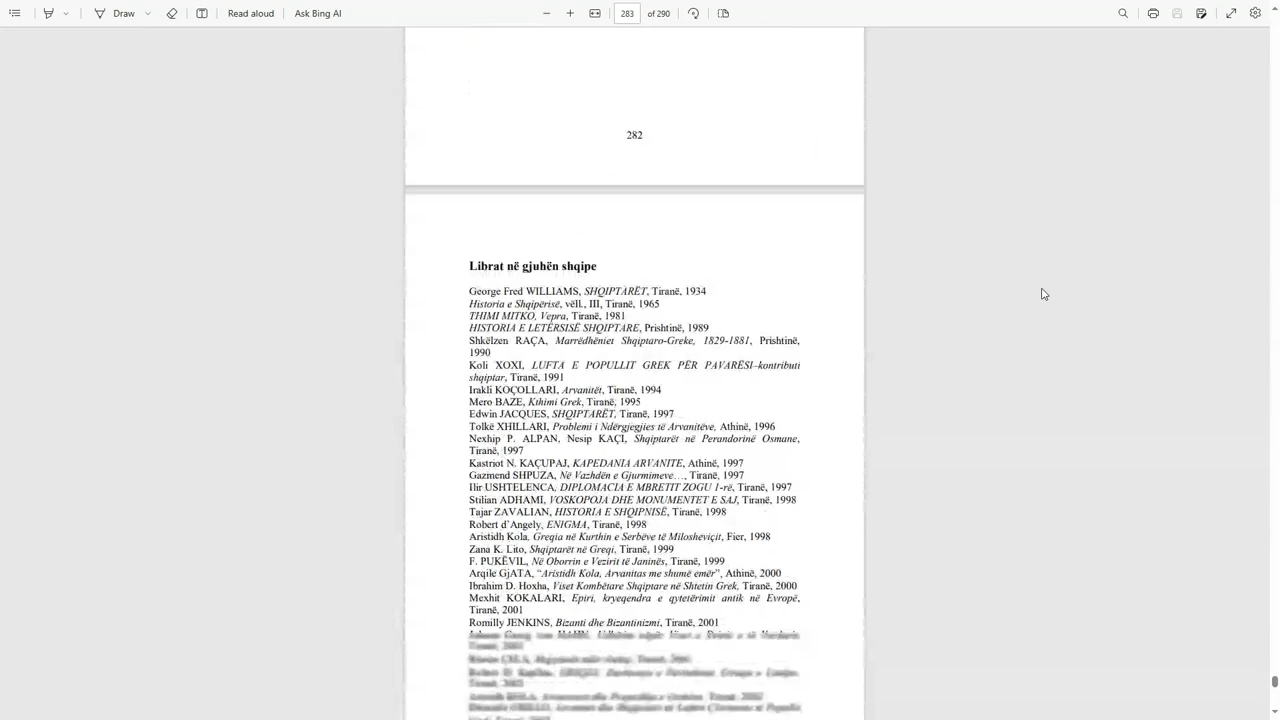 Draw
Read aloud
Ask Bing AI
283 of 290
282
Librat në gjuhën shqipe
George Fred WILLIAMS, SHQIPTARËT, Tiranë, 1934
Historia e Shqipërisë, vëll., III, Tiranë, 1965
THIMI MITKO, Vepra, Tiranë, 1981
HISTORIA E LETËRSISË SHQIPTARE, Prishtinë, 1989
Shkëlzen RAÇA, Marrëdhëniet Shqiptaro-Greke, 1829-1881, Prishtinë,
1990
Koli XOXI, LUFTA E POPULLIT GREK PËR PAVARËSI–kontributi
shqiptar, Tiranë, 1991
Irakli KOÇOLLARI, Arvanitët, Tiranë, 1994
Mero BAZE, Kthimi Grek, Tiranë, 1995
Edwin JACQUES, SHQIPTARËT, Tiranë, 1997
Tolkë XHILLARI, Problemi i Ndërgjegjies të Arvanitëve, Athinë, 1996
Nexhip P. ALPAN, Nesip KAÇI, Shqiptarët në Perandorinë Osmane,
Tiranë, 1997
Kastriot N. KAÇUPAJ, KAPEDANIA ARVANITE, Athinë, 1997
Gazmend SHPUZA, Në Vazhdën e Gjurmimeve…, Tiranë, 1997
Ilir USHTELENCA, DIPLOMACIA E MBRETIT ZOGU 1-rë, Tiranë, 1997
Stilian ADHAMI, VOSKOPOJA DHE MONUMENTET E SAJ, Tiranë, 1998
Tajar ZAVALIAN, HISTORIA E SHQIPNISË, Tiranë, 1998
Robert d`Angely, ENIGMA, Tiranë, 1998
Aristidh Kola, Greqia në Kurthin e Serbëve të Milosheviçit, Fier, 1998
Zana K. Lito, Shqiptarët në Greqi, Tiranë, 1999
F. PUKËVIL, Në Oborrin e Vezirit të Janinës, Tiranë, 1999
Arqile GjATA, “Aristidh Kola, Arvanitas me shumë emër”, Athinë, 2000
Ibrahim D. Hoxha, Viset Kombëtare Shqiptare në Shtetin Grek, Tiranë, 2000
Mexhit KOKALARI, Epiri, kryeqendra e qytetërimit antik në Evropë,
Tiranë, 2001
Romilly JENKINS, Bizanti dhe Bizantinizmi, Tiranë, 2001